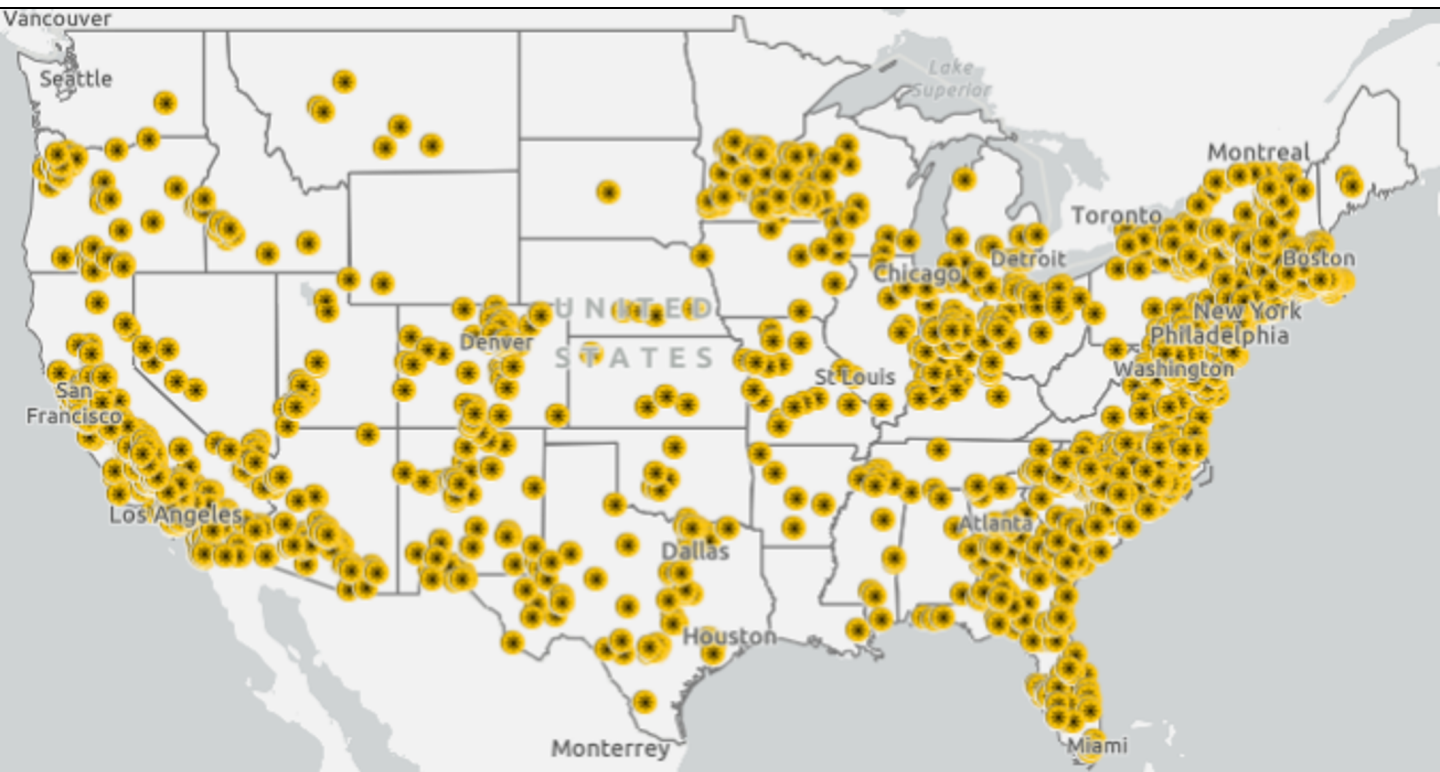 Vancouver
Seattle
Lake
Superior
Montreal
Toronto
Boston
Detroit
Chicago
UNITED
New York
Philadelphia
Denver
STATES
Washington
St Louis
San
Francisco
Los Angeles
Atlanta
Dallas
Houston
Monterrey
Miami